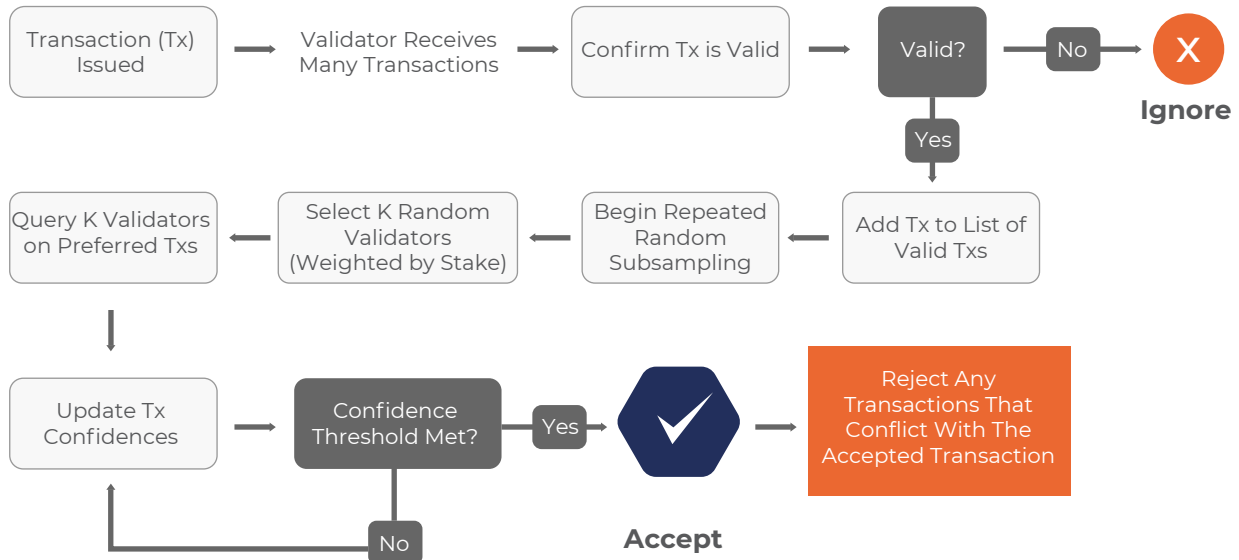 Transaction (Tx)
Issued
Validator Receives
Many Transactions
Confirm Tx is Valid
Valid?
No
X
Ignore
Yes
Query K Validators
on Preferred Txs
Select K Random
Validators
(Weighted by Stake)
Begin Repeated
Random
Subsampling
Add Tx to List of
Valid Txs
Update Tx
Confidences
Confidence
Threshold Met?
Yes
No
Accept
Reject Any
Transactions That
Conflict With The
Accepted Transaction